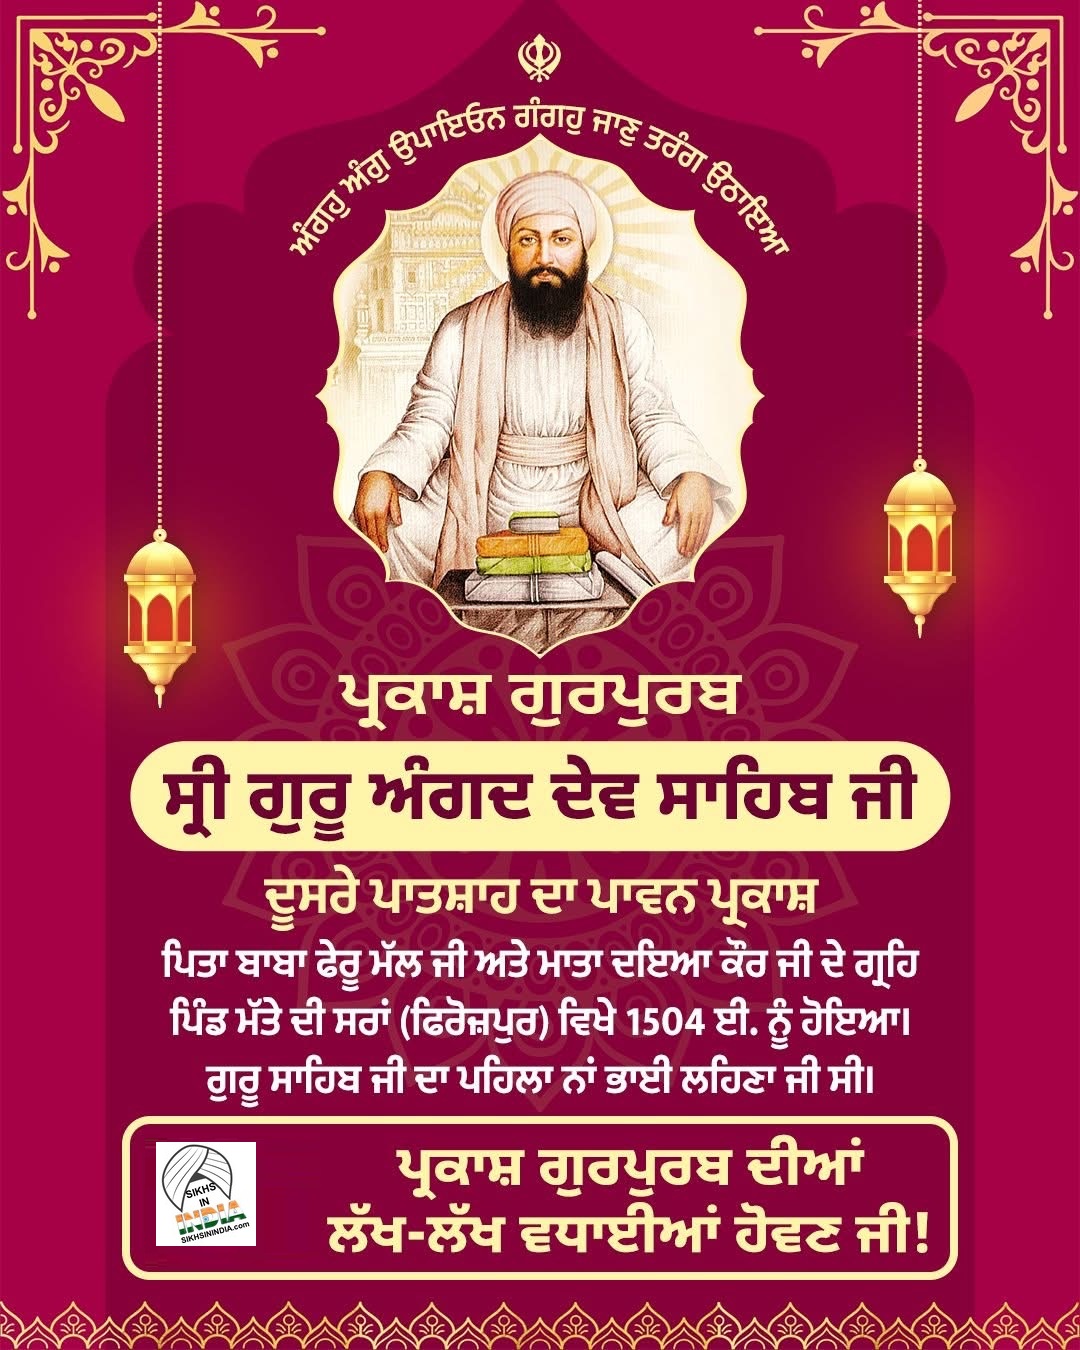 ਅੰਗਹੁ ਅੰਗੁ ਉਪਾਇਓਨ ਗੰਗਹੁ ਜਾਣੁ ਤਰੰਗ ਉਠਾਇਆ
ਪ੍ਰਕਾਸ਼ ਗੁਰਪੁਰਬ
ਸ੍ਰੀ ਗੁਰੂ ਅੰਗਦ ਦੇਵ ਸਾਹਿਬ ਜੀ
ਦੂਸਰੇ ਪਾਤਸ਼ਾਹ ਦਾ ਪਾਵਨ ਪ੍ਰਕਾਸ਼
ਪਿਤਾ ਬਾਬਾ ਫੇਰੂ ਮੱਲ ਜੀ ਅਤੇ ਮਾਤਾ ਦਇਆ ਕੌਰ ਜੀ ਦੇ ਗ੍ਰਹਿ
ਪਿੰਡ ਮੱਤੇ ਦੀ ਸਰਾਂ (ਫਿਰੋਜ਼ਪੁਰ) ਵਿਖੇ 1504 ਈ. ਨੂੰ ਹੋਇਆ।
ਗੁਰੂ ਸਾਹਿਬ ਜੀ ਦਾ ਪਹਿਲਾ ਨਾਂ ਭਾਈ ਲਹਿਣਾ ਜੀ ਸੀ।
ਪ੍ਰਕਾਸ਼ ਗੁਰਪੁਰਬ ਦੀਆਂ
ਲੱਖ-ਲੱਖ ਵਧਾਈਆਂ ਹੋਵਣ ਜੀ!
SIKHS
IN
INDIA
SIKHSININDIA.com